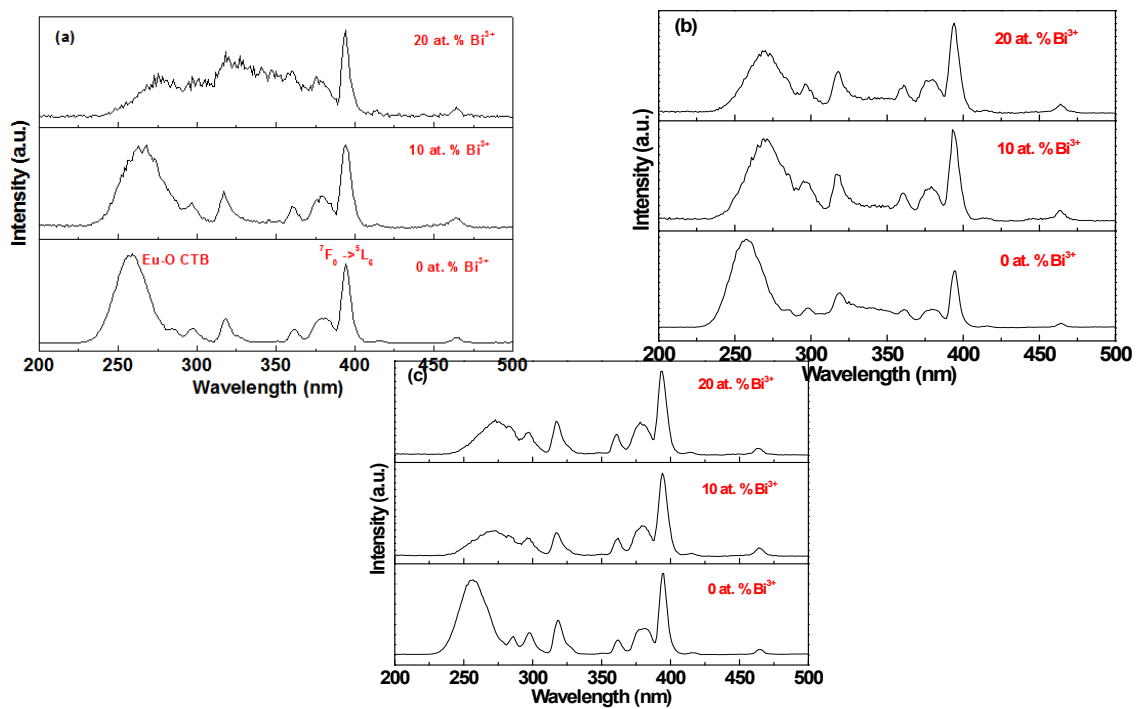 (a)
20 at. % Bi³⁺
10 at. % Bi³⁺
Eu-O CTB
⁷F₀ ->⁵L₆
0 at. % Bi³⁺
Intensity (a.u.)
200 250 300 350 400 450 500
Wavelength (nm)
(b)
20 at. % Bi³⁺
10 at. % Bi³⁺
0 at. % Bi³⁺
Intensity (a.u.)
200 250 300 350 400 450 500
Wavelength (nm)
(c)
20 at. % Bi³⁺
10 at. % Bi³⁺
0 at. % Bi³⁺
Intensity (a.u.)
200 250 300 350 400 450 500
Wavelength (nm)